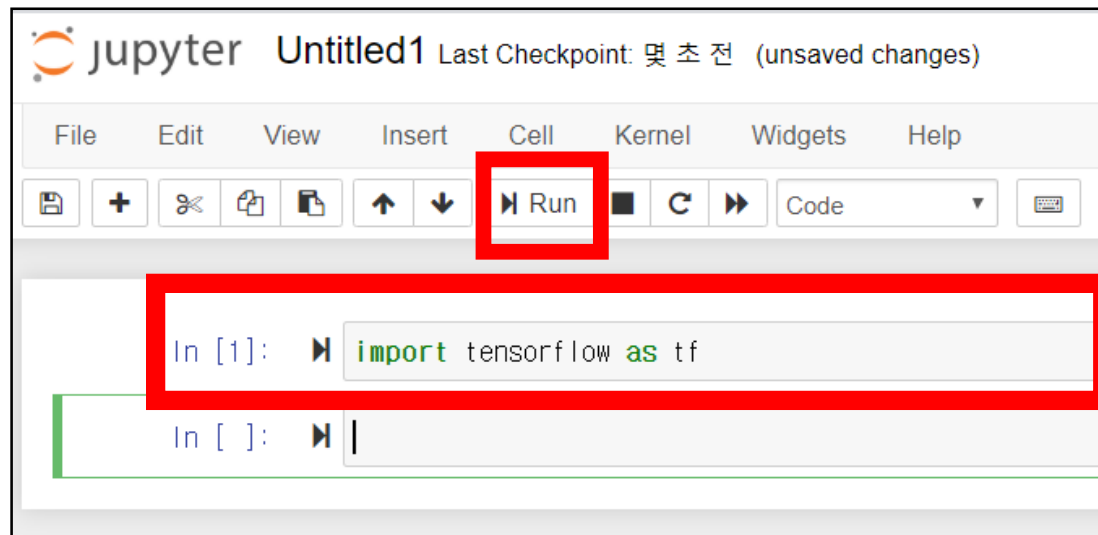 jupyter Untitled1 Last Checkpoint: 몇 초 전 (unsaved changes)
File Edit View Insert Cell Kernel Widgets Help
Run Code
In [1]: import tensorflow as tf
In [ ]: